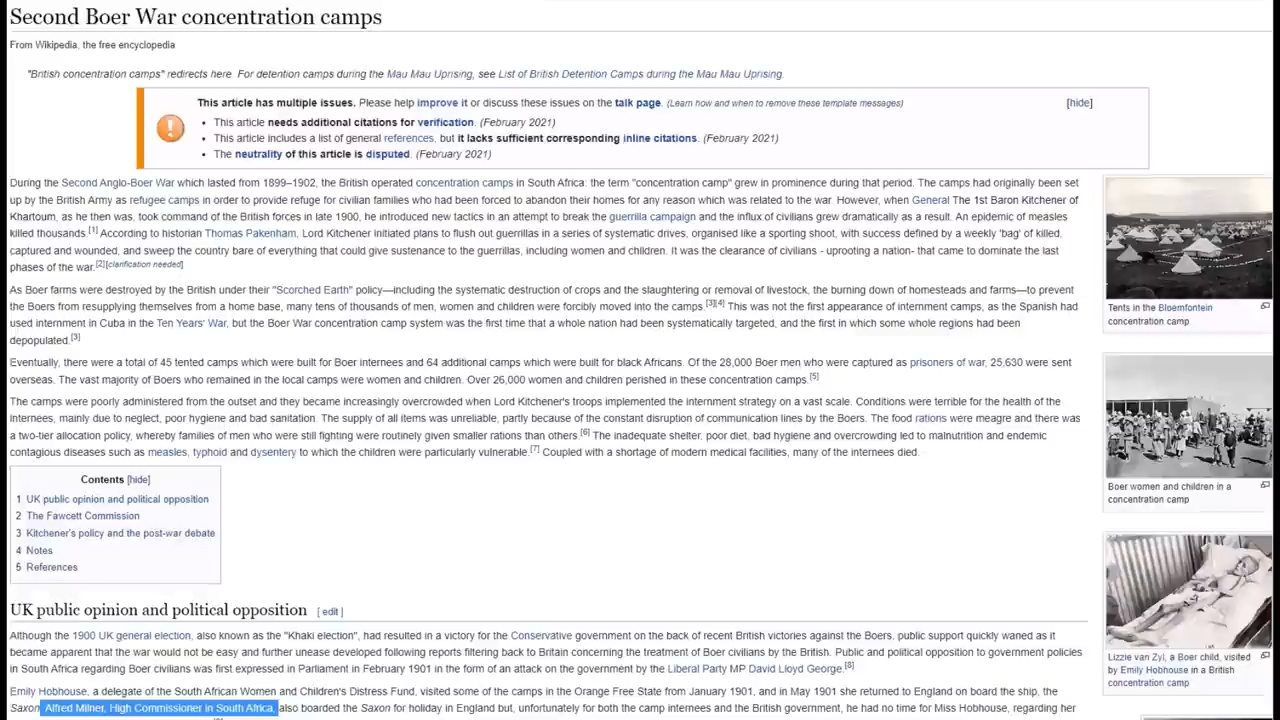 Second Boer War concentration camps
From Wikipedia, the free encyclopedia
"British concentration camps" redirects here. For detention camps during the Mau Mau Uprising, see List of British Detention Camps during the Mau Mau Uprising.
This article has multiple issues. Please help improve it or discuss these issues on the talk page. (Learn how and when to remove these template messages) [hide]
• This article needs additional citations for verification. (February 2021)
• This article includes a list of general references, but it lacks sufficient corresponding inline citations. (February 2021)
• The neutrality of this article is disputed. (February 2021)
During the Second Anglo-Boer War which lasted from 1899–1902, the British operated concentration camps in South Africa: the term "concentration camp" grew in prominence during that period. The camps had originally been set
up by the British Army as refugee camps in order to provide refuge for civilian families who had been forced to abandon their homes for any reason which was related to the war. However, when General The 1st Baron Kitchener of
Khartoum, as he then was, took command of the British forces in late 1900, he introduced new tactics in an attempt to break the guerrilla campaign and the influx of civilians grew dramatically as a result. An epidemic of measles
killed thousands.[1] According to historian Thomas Pakenham, Lord Kitchener initiated plans to flush out guerrillas in a series of systematic drives, organised like a sporting shoot, with success defined by a weekly 'bag' of killed,
captured and wounded, and sweep the country bare of everything that could give sustenance to the guerrillas, including women and children. It was the clearance of civilians - uprooting a nation- that came to dominate the last
phases of the war.[2][clarification needed]
As Boer farms were destroyed by the British under their "Scorched Earth" policy—including the systematic destruction of crops and the slaughtering or removal of livestock, the burning down of homesteads and farms—to prevent
the Boers from resupplying themselves from a home base, many tens of thousands of men, women and children were forcibly moved into the camps.[3][4] This was not the first appearance of internment camps, as the Spanish had
used internment in Cuba in the Ten Years' War, but the Boer War concentration camp system was the first time that a whole nation had been systematically targeted, and the first in which some whole regions had been
depopulated.[3]
Eventually, there were a total of 45 tented camps which were built for Boer internees and 64 additional camps which were built for black Africans. Of the 28,000 Boer men who were captured as prisoners of war, 25,630 were sent
overseas. The vast majority of Boers who remained in the local camps were women and children. Over 26,000 women and children perished in these concentration camps.[5]
The camps were poorly administered from the outset and they became increasingly overcrowded when Lord Kitchener's troops implemented the internment strategy on a vast scale. Conditions were terrible for the health of the
internees, mainly due to neglect, poor hygiene and bad sanitation. The supply of all items was unreliable, partly because of the constant disruption of communication lines by the Boers. The food rations were meagre and there was
a two-tier allocation policy, whereby families of men who were still fighting were routinely given smaller rations than others.[6] The inadequate shelter, poor diet, bad hygiene and overcrowding led to malnutrition and endemic
contagious diseases such as measles, typhoid and dysentery to which the children were particularly vulnerable.[7] Coupled with a shortage of modern medical facilities, many of the internees died.
Contents [hide]
1 UK public opinion and political opposition
2 The Fawcett Commission
3 Kitchener's policy and the post-war debate
4 Notes
5 References
UK public opinion and political opposition [ edit ]
Although the 1900 UK general election, also known as the "Khaki election", had resulted in a victory for the Conservative government on the back of recent British victories against the Boers, public support quickly waned as it
became apparent that the war would not be easy and further unease developed following reports filtering back to Britain concerning the treatment of Boer civilians by the British. Public and political opposition to government policies
in South Africa regarding Boer civilians was first expressed in Parliament in February 1901 in the form of an attack on the government by the Liberal Party MP David Lloyd George.[8]
Emily Hobhouse, a delegate of the South African Women and Children's Distress Fund, visited some of the camps in the Orange Free State from January 1901, and in May 1901 she returned to England on board the ship, the
Saxon. Alfred Milner, High Commissioner in South Africa, also boarded the Saxon for holiday in England but, unfortunately for both the camp internees and the British government, he had no time for Miss Hobhouse, regarding her
Tents in the Bloemfontein
concentration camp
Boer women and children in a
concentration camp
Lizzie van Zyl, a Boer child, visited
by Emily Hobhouse in a British
concentration camp